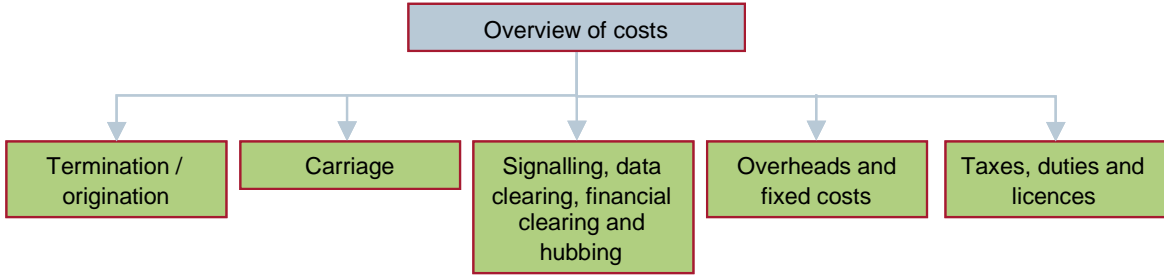 Overview of costs
Termination /
origination
Carriage
Signalling, data
clearing, financial
clearing and
hubbing
Overheads and
fixed costs
Taxes, duties and
licences